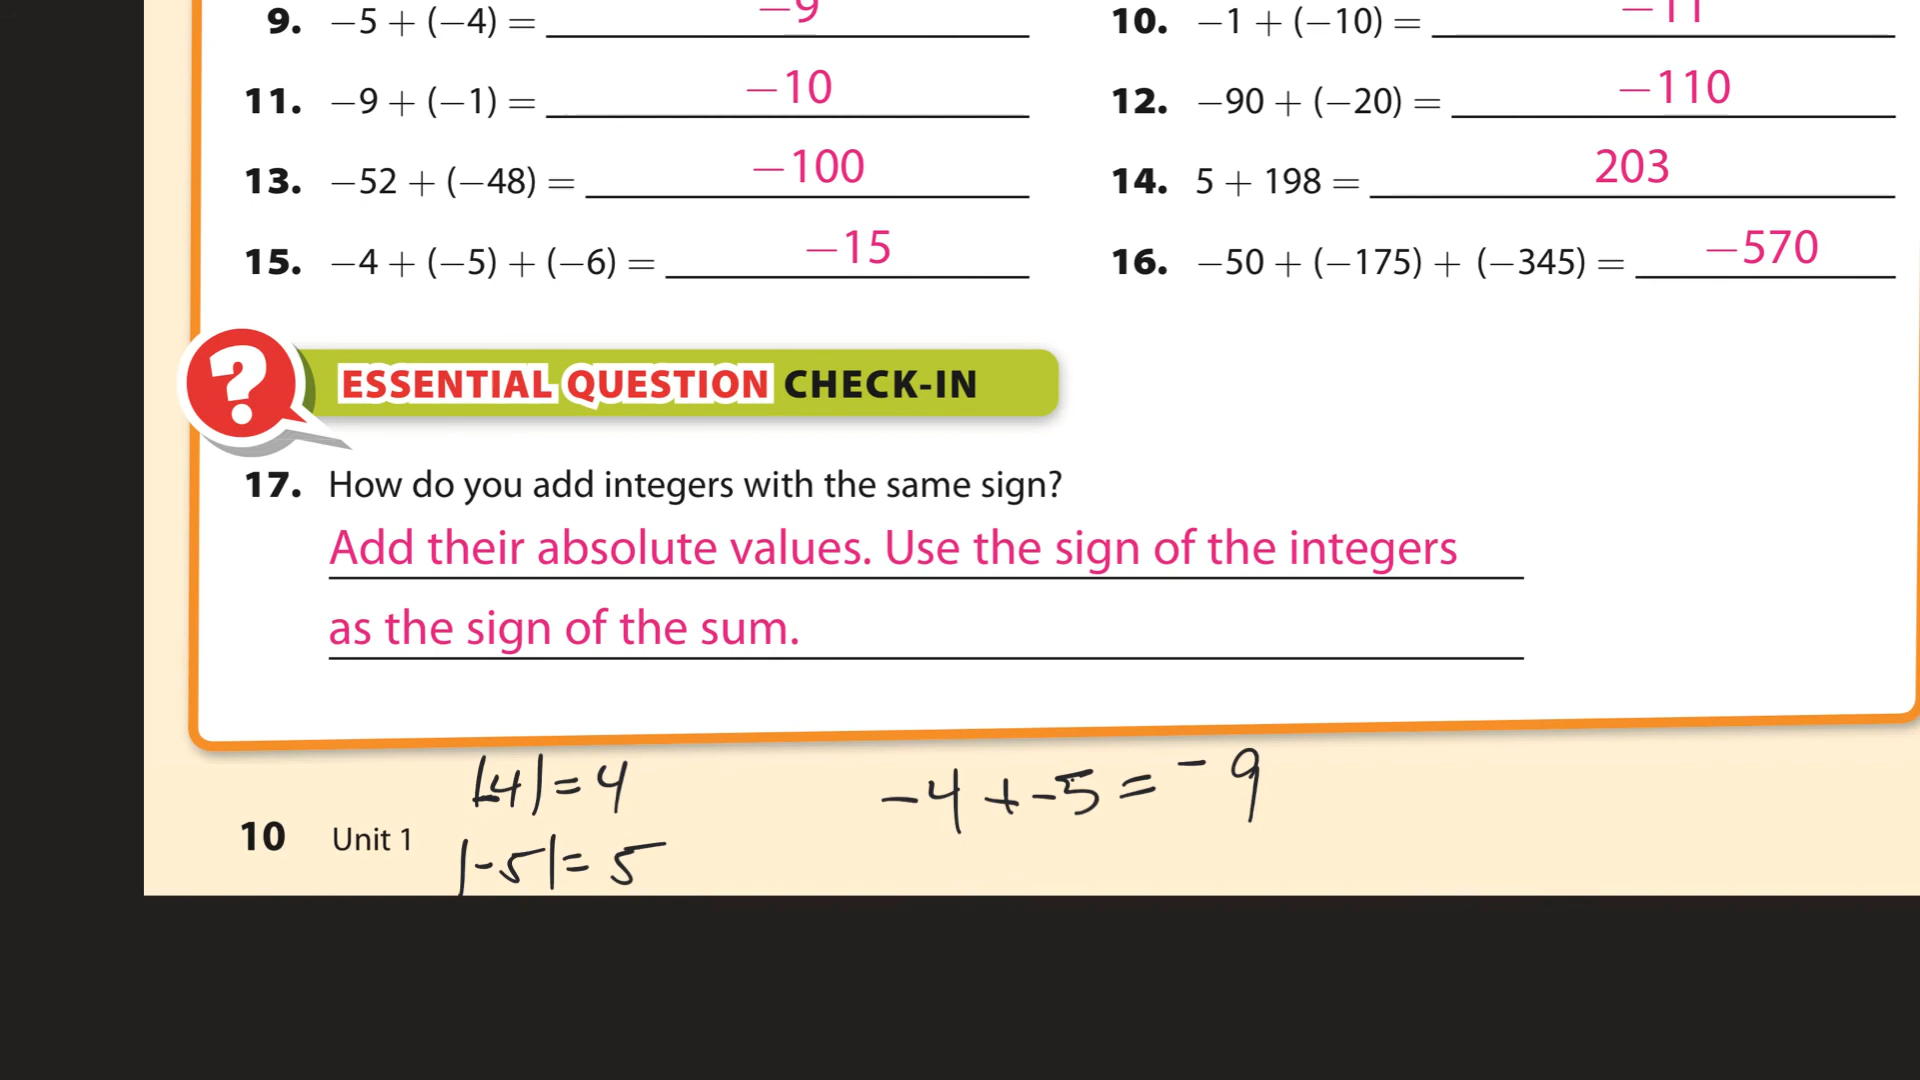 9. −5 + (−4) = −9
10. −1 + (−10) = −11
11. −9 + (−1) = −10
12. −90 + (−20) = −110
13. −52 + (−48) = −100
14. 5 + 198 = 203
15. −4 + (−5) + (−6) = −15
16. −50 + (−175) + (−345) = −570
? ESSENTIAL QUESTION CHECK-IN
17. How do you add integers with the same sign?
Add their absolute values. Use the sign of the integers
as the sign of the sum.
|-4| = 4
-4 + -5 = -9
10 Unit 1
|-5| = 5